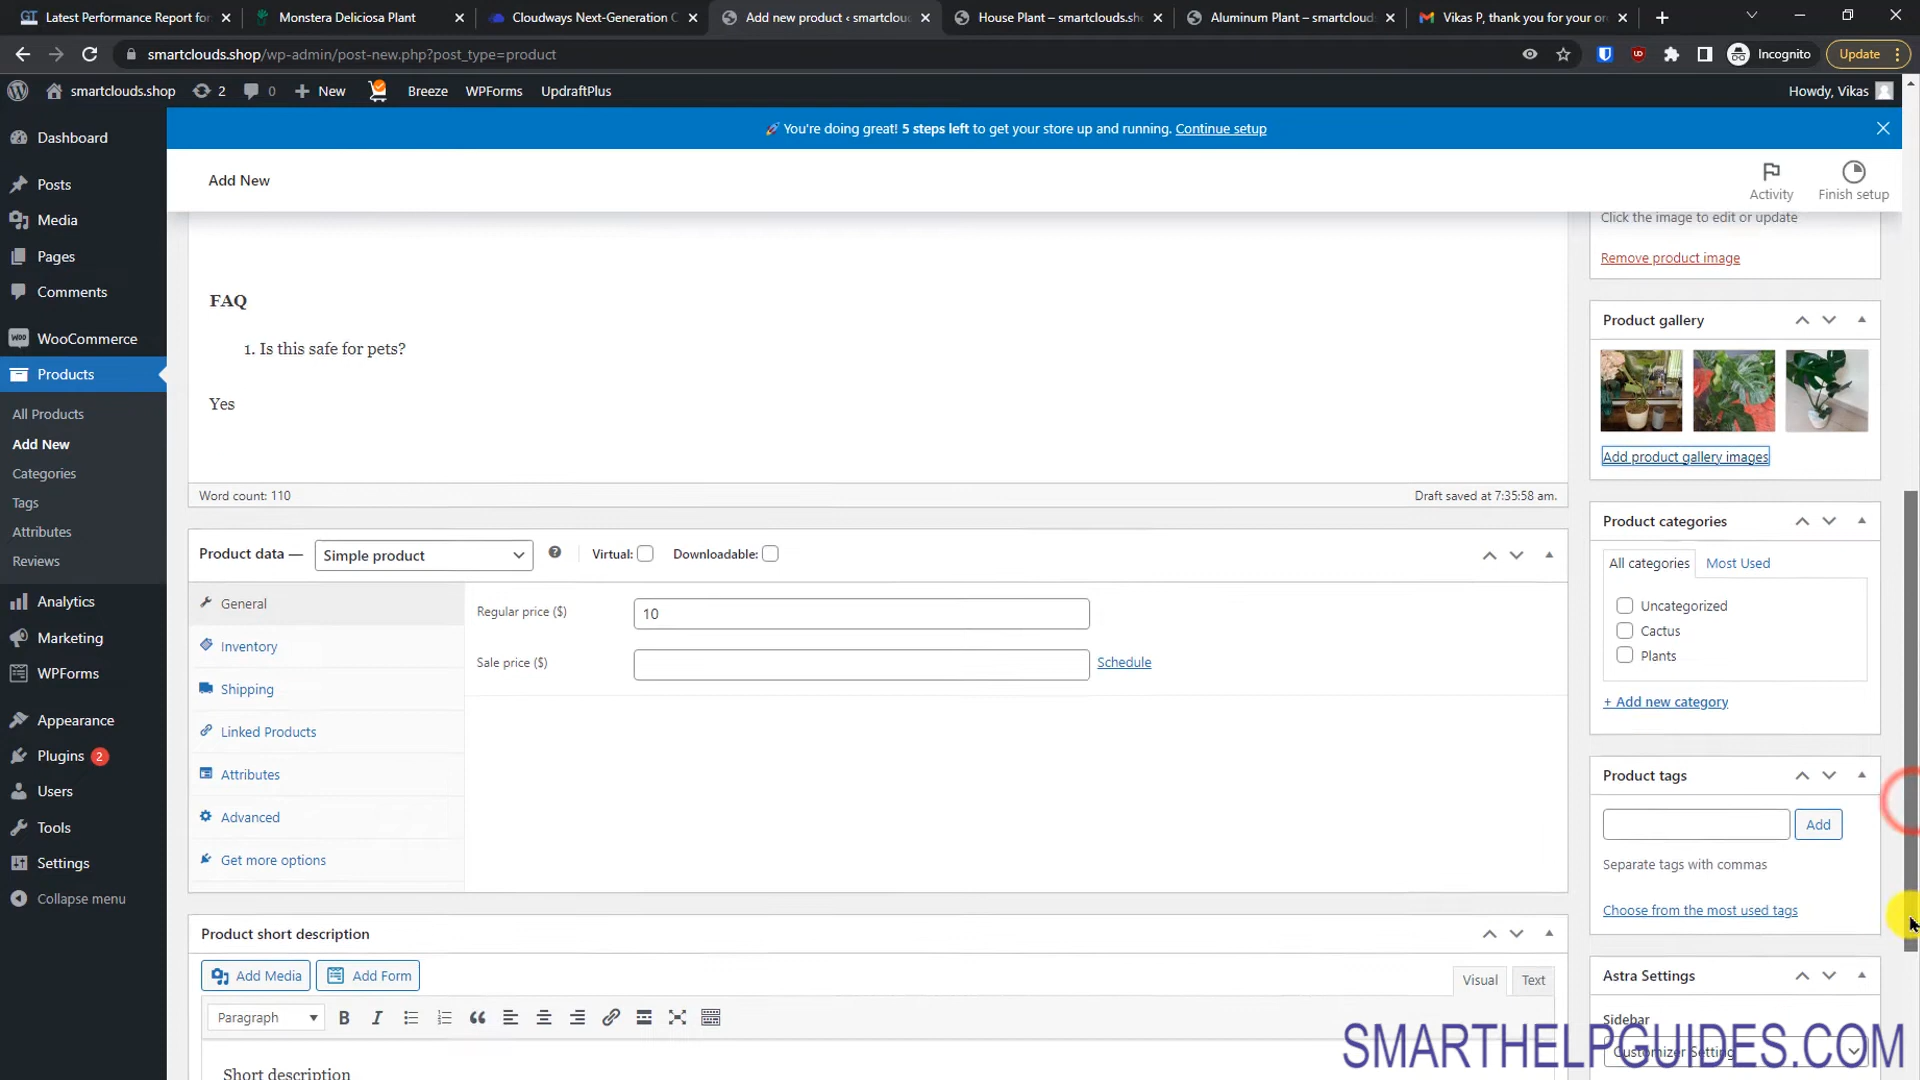 Latest Performance Report for
Monstera Deliciosa Plant
Cloudways Next-Generation C
Add new product ‹ smartclouds
House Plant – smartclouds.sh
Aluminum Plant – smartclouds
Vikas P, thank you for your or
smartclouds.shop/wp-admin/post-new.php?post_type=product
Incognito
Update
smartclouds.shop
2
0
New
Breeze
WPForms
UpdraftPlus
Howdy, Vikas
You're doing great! 5 steps left to get your store up and running. Continue setup
Add New
Activity
Finish setup
Dashboard
Posts
Media
Pages
Comments
WooCommerce
Products
All Products
Add New
Categories
Tags
Attributes
Reviews
Analytics
Marketing
WPForms
Appearance
Plugins 2
Users
Tools
Settings
Collapse menu
FAQ
1. Is this safe for pets?
Yes
Word count: 110
Draft saved at 7:35:58 am.
Product data —
Simple product
Virtual:
Downloadable:
General
Inventory
Shipping
Linked Products
Attributes
Advanced
Get more options
Regular price ($)
10
Sale price ($)
Schedule
Product short description
Add Media
Add Form
Visual
Text
Paragraph
Short description
Click the image to edit or update
Remove product image
Product gallery
Add product gallery images
Product categories
All categories
Most Used
Uncategorized
Cactus
Plants
+ Add new category
Product tags
Add
Separate tags with commas
Choose from the most used tags
Astra Settings
Sidebar
Customizer Setting
SMARTHELPGUIDES.COM